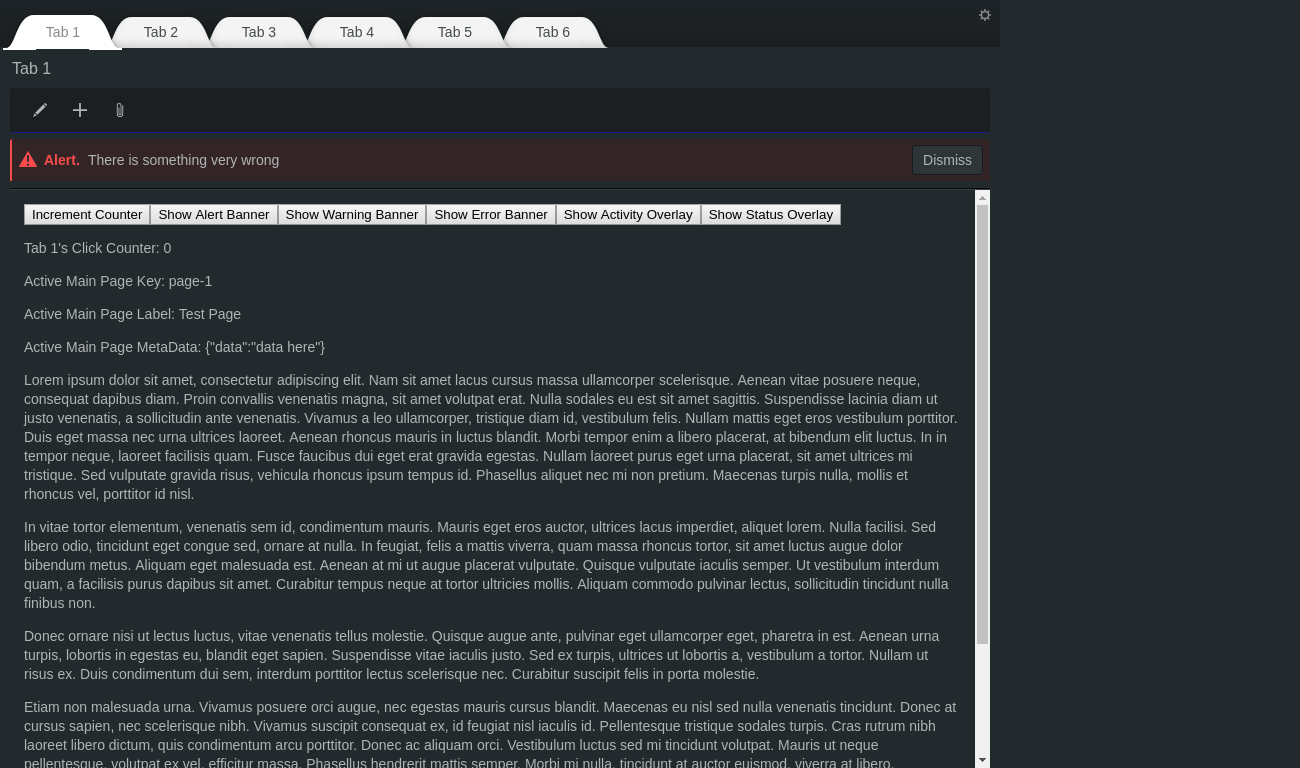 Tab 1 Tab 2 Tab 3 Tab 4 Tab 5 Tab 6
Tab 1
Alert. There is something very wrong Dismiss
Increment Counter Show Alert Banner Show Warning Banner Show Error Banner Show Activity Overlay Show Status Overlay
Tab 1's Click Counter: 0
Active Main Page Key: page-1
Active Main Page Label: Test Page
Active Main Page MetaData: {"data":"data here"}
Lorem ipsum dolor sit amet, consectetur adipiscing elit. Nam sit amet lacus cursus massa ullamcorper scelerisque. Aenean vitae posuere neque,
consequat dapibus diam. Proin convallis venenatis magna, sit amet volutpat erat. Nulla sodales eu est sit amet sagittis. Suspendisse lacinia diam ut
justo venenatis, a sollicitudin ante venenatis. Vivamus a leo ullamcorper, tristique diam id, vestibulum felis. Nullam mattis eget eros vestibulum porttitor.
Duis eget massa nec urna ultrices laoreet. Aenean rhoncus mauris in luctus blandit. Morbi tempor enim a libero placerat, at bibendum elit luctus. In in
tempor neque, laoreet facilisis quam. Fusce faucibus dui eget erat gravida egestas. Nullam laoreet purus eget urna placerat, sit amet ultrices mi
tristique. Sed vulputate gravida risus, vehicula rhoncus ipsum tempus id. Phasellus aliquet nec mi non pretium. Maecenas turpis nulla, mollis et
rhoncus vel, porttitor id nisl.
In vitae tortor elementum, venenatis sem id, condimentum mauris. Mauris eget eros auctor, ultrices lacus imperdiet, aliquet lorem. Nulla facilisi. Sed
libero odio, tincidunt eget congue sed, ornare at nulla. In feugiat, felis a mattis viverra, quam massa rhoncus tortor, sit amet luctus augue dolor
bibendum metus. Aliquam eget malesuada est. Aenean at mi ut augue placerat vulputate. Quisque vulputate iaculis semper. Ut vestibulum interdum
quam, a facilisis purus dapibus sit amet. Curabitur tempus neque at tortor ultricies mollis. Aliquam commodo pulvinar lectus, sollicitudin tincidunt nulla
finibus non.
Donec ornare nisi ut lectus luctus, vitae venenatis tellus molestie. Quisque augue ante, pulvinar eget ullamcorper eget, pharetra in est. Aenean urna
turpis, lobortis in egestas eu, blandit eget sapien. Suspendisse vitae iaculis justo. Sed ex turpis, ultrices ut lobortis a, vestibulum a tortor. Nullam ut
risus ex. Duis condimentum dui sem, interdum porttitor lectus scelerisque nec. Curabitur suscipit felis in porta molestie.
Etiam non malesuada urna. Vivamus posuere orci augue, nec egestas mauris cursus blandit. Maecenas eu nisl sed nulla venenatis tincidunt. Donec at
cursus sapien, nec scelerisque nibh. Vivamus suscipit consequat ex, id feugiat nisl iaculis id. Pellentesque tristique sodales turpis. Cras rutrum nibh
laoreet libero dictum, quis condimentum arcu porttitor. Donec ac aliquam orci. Vestibulum luctus sed mi tincidunt volutpat. Mauris ut neque
pellentesque, volutpat ex vel, efficitur massa. Phasellus hendrerit mattis semper. Morbi mi nulla, tincidunt at auctor euismod, viverra at libero.